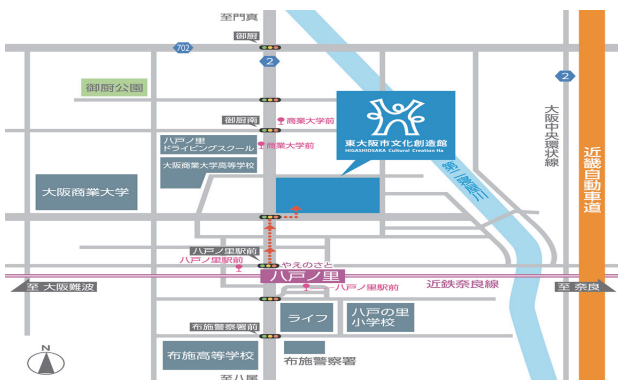 至門真
御厨
702
2
2
御厨公園
御厨南
商業大学前
八戸ノ里
ドライビングスクール
商業大学前
大阪商業大学高等学校
大阪商業大学
東大阪市文化創造館
HIGASHIOSAKA Cultural Creation Ha
第二寝屋川
大阪中央環状線
近畿自動車道
八戸ノ里駅前
やえのさと
八戸ノ里駅前
八戸ノ里
八戸ノ里駅前
近鉄奈良線
至 大阪難波
至 奈良
ライフ
八戸の里
小学校
布施警察署前
布施高等学校
布施警察署
至八尾
N